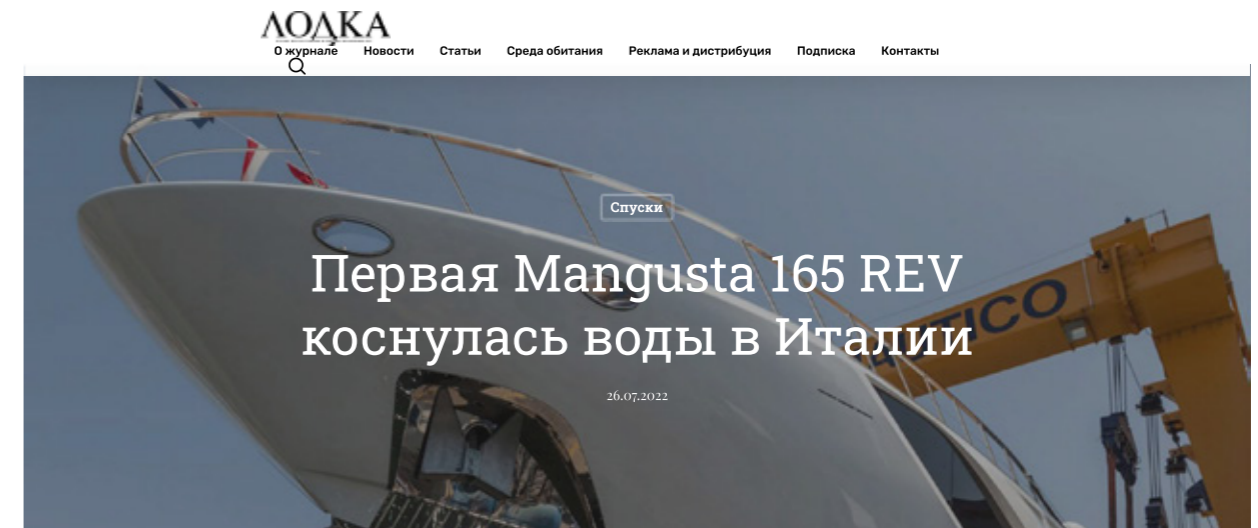 ЛОДКА
О журнале Новости Статьи Среда обитания Реклама и дистрибуция Подписка Контакты
Спуски
Первая Mangusta 165 REV
коснулась воды в Италии
26.07.2022